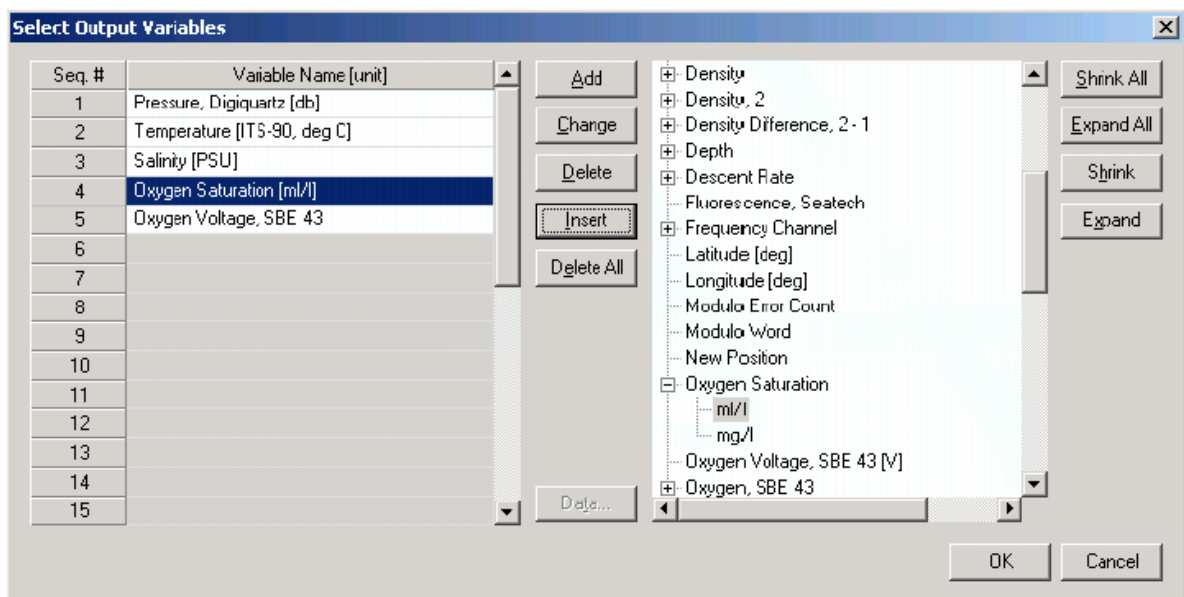 Select Output Variables
Seq. # Variable Name [unit]
1 Pressure, Digiquartz [db]
2 Temperature [ITS-90, deg C]
3 Salinity [PSU]
4 Oxygen Saturation [ml/l]
5 Oxygen Voltage, SBE 43
6
7
8
9
10
11
12
13
14
15
Add
Change
Delete
Insert
Delete All
Data...
Density
Density, 2
Density Difference, 2 - 1
Depth
Descent Rate
Fluorescence, Seatech
Frequency Channel
Latitude [deg]
Longitude [deg]
Modulo Error Count
Modulo Word
New Position
Oxygen Saturation
ml/l
mg/l
Oxygen Voltage, SBE 43 [V]
Oxygen, SBE 43
Shrink All
Expand All
Shrink
Expand
OK
Cancel